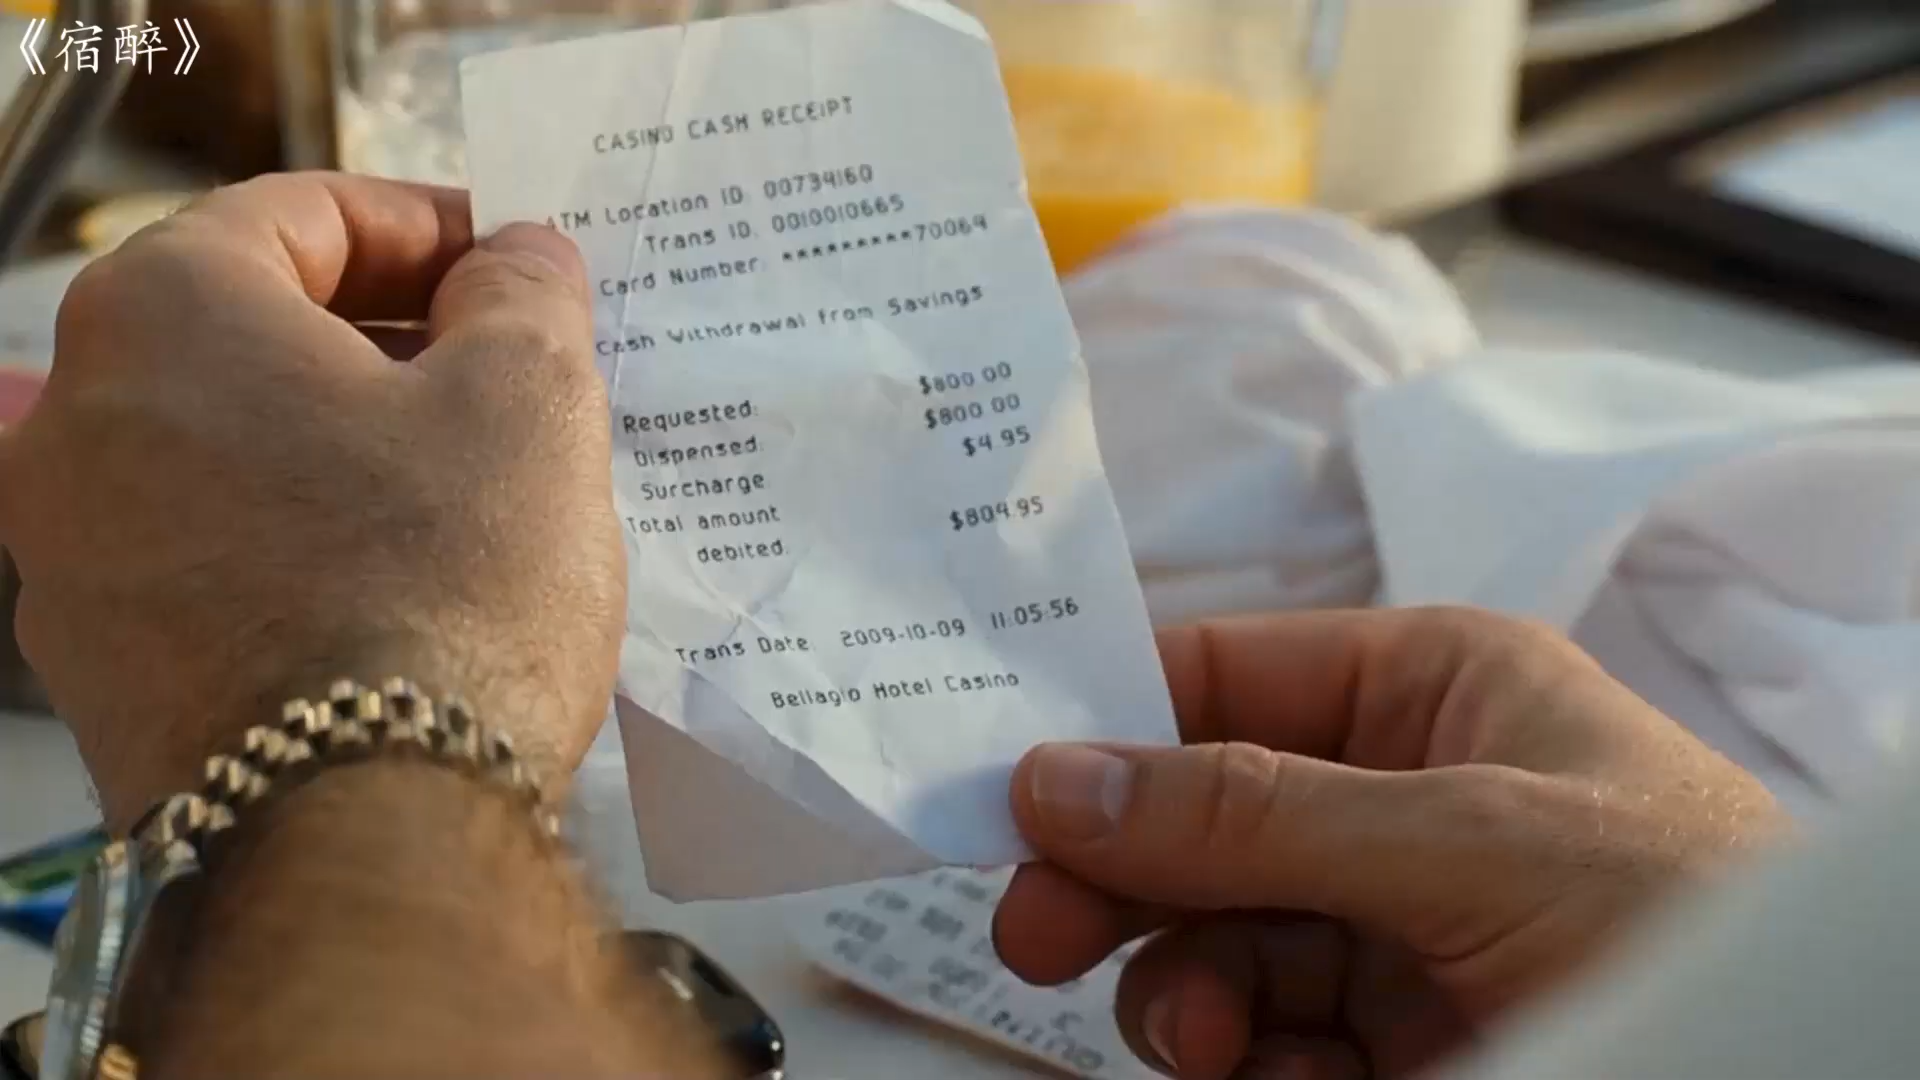 《宿醉》
CASINO CASH RECEIPT
ATM Location ID: 00734160
Trans ID: 0010010665
Card Number: *********70064
Cash Withdrawal from Savings
Requested: $800.00
Dispensed: $800.00
Surcharge $4.95
Total amount
debited: $804.95
Trans Date: 2009-10-09 11:05:56
Bellagio Hotel Casino